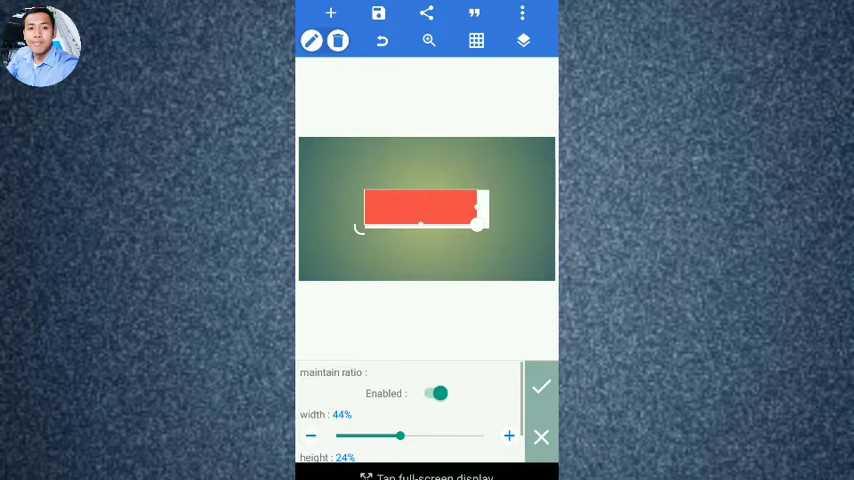 maintain ratio :
Enabled :
width : 44%
height : 24%
Tap full-screen display